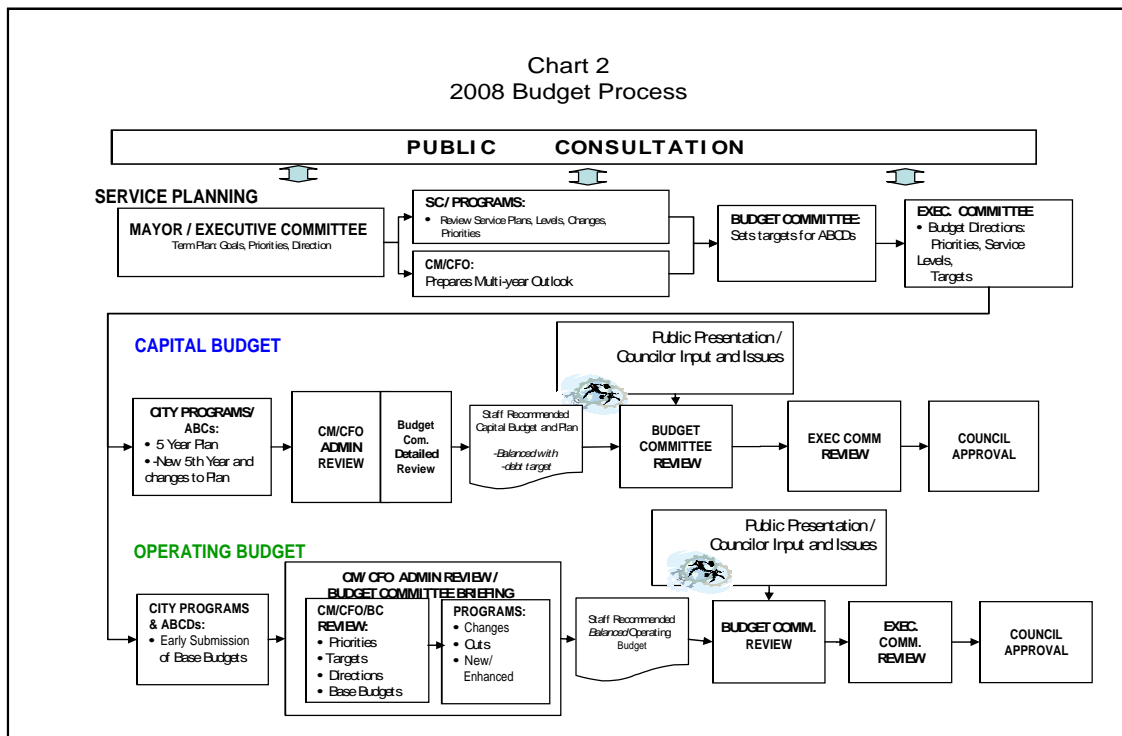 Chart 2
2008 Budget Process
PUBLIC CONSULTATION
SERVICE PLANNING
MAYOR / EXECUTIVE COMMITTEE
Term Plan: Goals, Priorities, Direction
SC/ PROGRAMS:
• Review Service Plans, Levels, Changes,
Priorities
CM/CFO:
Prepares Multi-year Outlook
BUDGET COMMITTEE:
Sets targets for ABCDs
EXEC. COMMITTEE
• Budget Directions:
Priorities, Service
Levels,
Targets
CAPITAL BUDGET
Public Presentation /
Councilor Input and Issues
CITY PROGRAMS/
ABCs:
• 5 Year Plan
• -New 5th Year and
changes to Plan
CM/CFO
ADMIN
REVIEW
Budget
Com.
Detailed
Review
Staff Recommended
Capital Budget and Plan
-Balanced with
-debt target
BUDGET
COMMITTEE
REVIEW
EXEC COMM
REVIEW
COUNCIL
APPROVAL
OPERATING BUDGET
Public Presentation /
Councilor Input and Issues
CITY PROGRAMS
& ABCDs:
• Early Submission
of Base Budgets
CM/ CFO ADMIN REVIEW /
BUDGET COMMITTEE BRIEFING
CM/CFO/BC
REVIEW:
• Priorities
• Targets
• Directions
• Base Budgets
PROGRAMS:
• Changes
• Cuts
• New/
Enhanced
Staff Recommended
Balanced Operating
Budget
BUDGET COMM.
REVIEW
EXEC.
COMM.
REVIEW
COUNCIL
APPROVAL